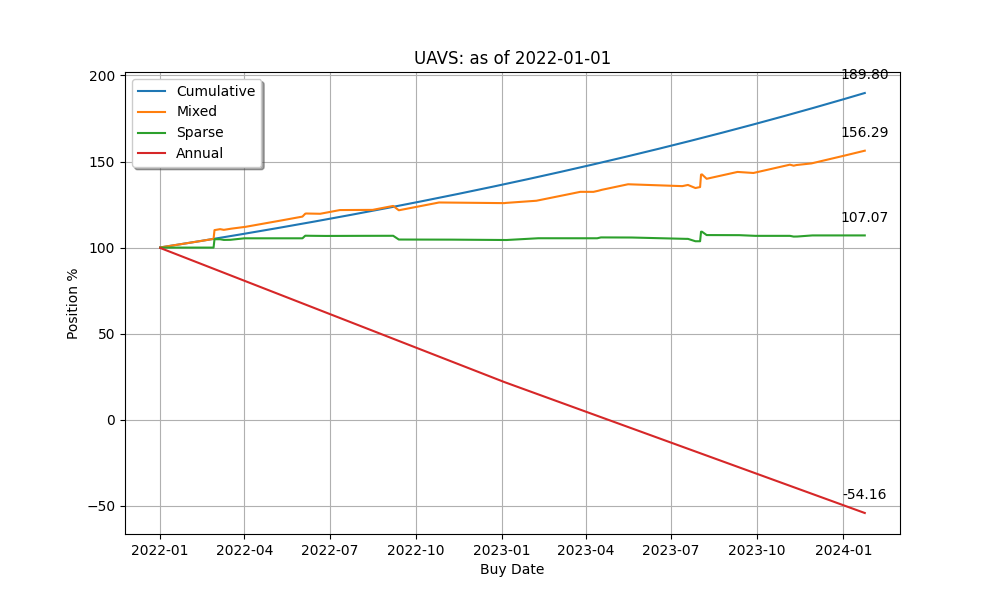 UAVS: as of 2022-01-01
Cumulative
Mixed
Sparse
Annual
189.80
156.29
107.07
-54.16
200
150
100
50
0
−50
Position %
2022-01
2022-04
2022-07
2022-10
2023-01
2023-04
2023-07
2023-10
2024-01
Buy Date